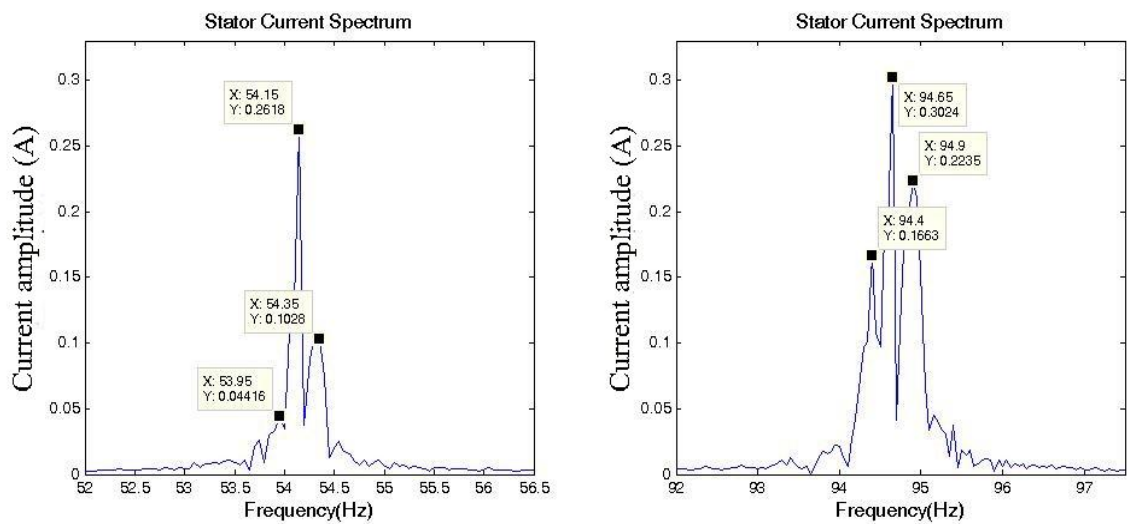 Stator Current Spectrum
Current amplitude (A)
0.3
0.25
0.2
0.15
0.1
0.05
0
X: 54.15
Y: 0.2618
X: 54.35
Y: 0.1028
X: 53.95
Y: 0.04416
52 52.5 53 53.5 54 54.5 55 55.5 56 56.5
Frequency(Hz)
Stator Current Spectrum
Current amplitude (A)
0.3
0.25
0.2
0.15
0.1
0.05
0
X: 94.65
Y: 0.3024
X: 94.9
Y: 0.2235
X: 94.4
Y: 0.1663
92 93 94 95 96 97
Frequency(Hz)